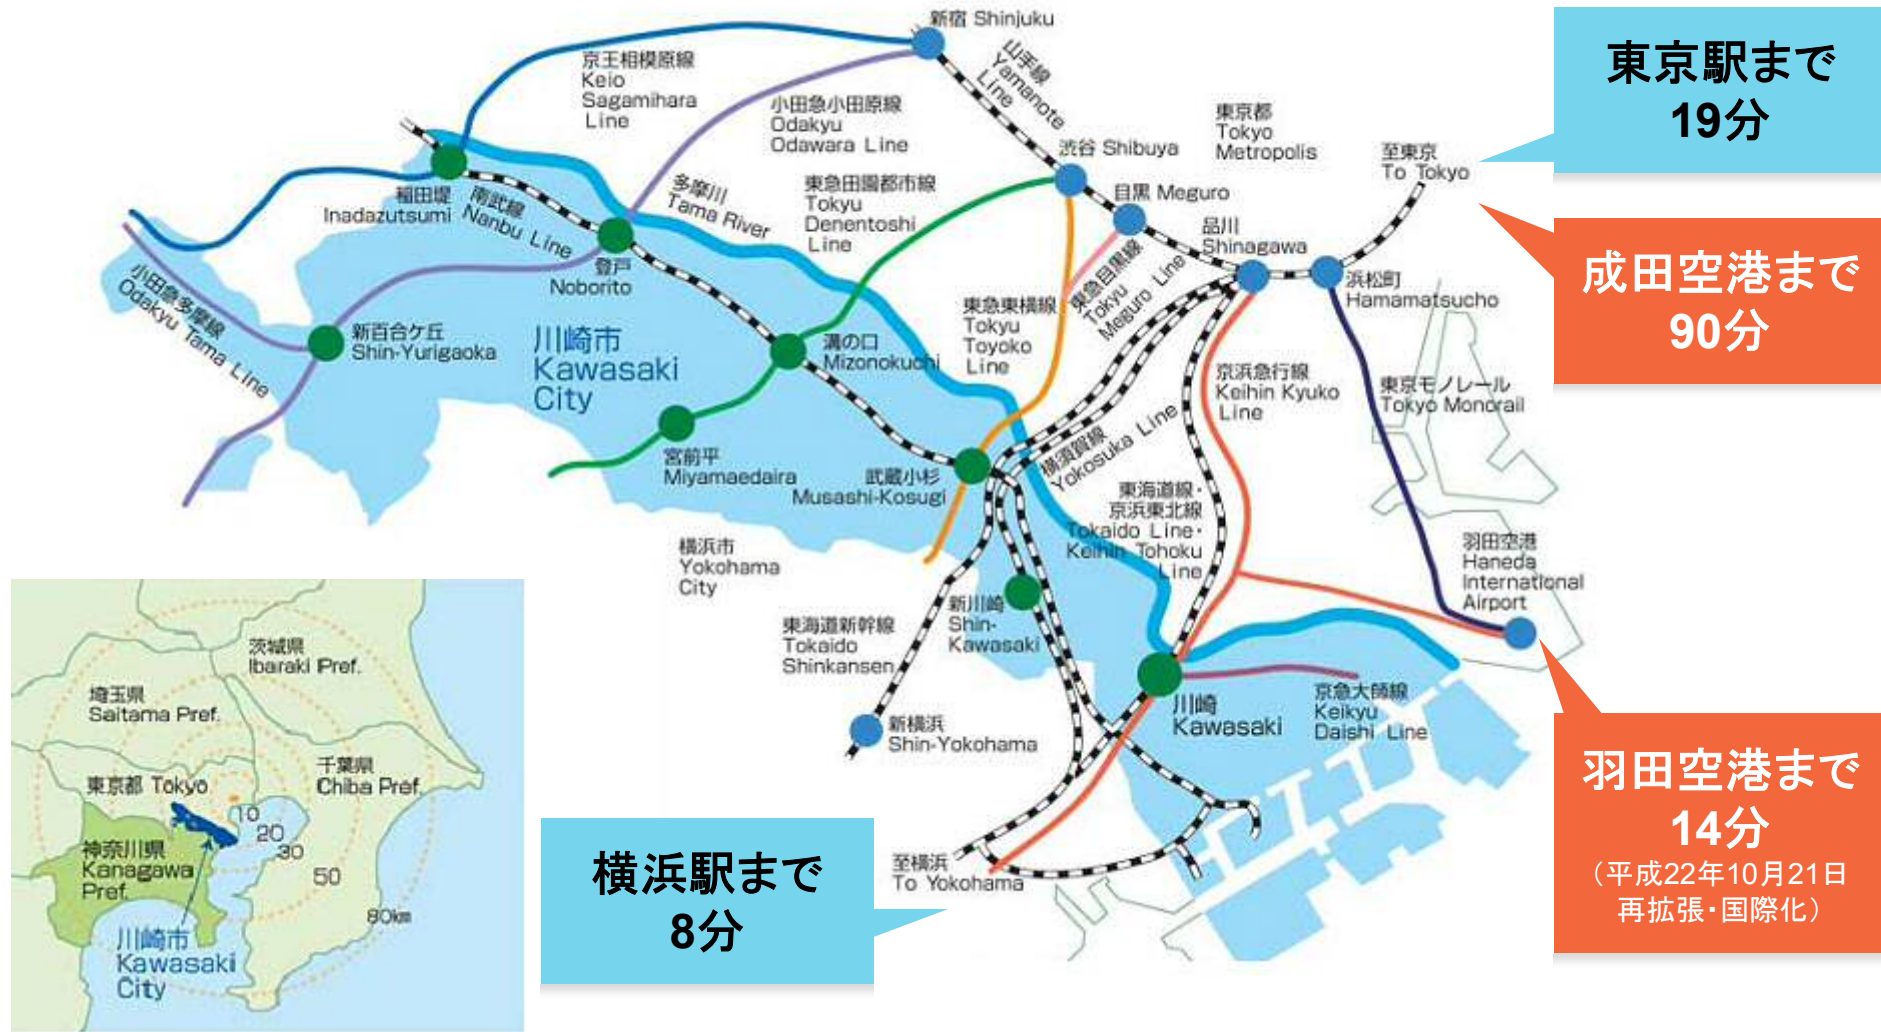 新宿 Shinjuku
山手線
Yamanote
Line
京王相模原線
Keio
Sagamihara
Line
小田急小田原線
Odakyu
Odawara Line
東京都
Tokyo
Metropolis
渋谷 Shibuya
至東京
To Tokyo
東京駅まで
19分
稲田堤
Inadazutsumi
南武線
Nanbu Line
多摩川
Tama River
東急田園都市線
Tokyu
Denentoshi
Line
目黒 Meguro
品川
Shinagawa
成田空港まで
90分
小田急多摩線
Odakyu Tama Line
登戸
Noborito
東急東横線
Tokyu
Toyoko
Line
東急目黒線
Tokyu
Meguro Line
浜松町
Hamamatsucho
新百合ケ丘
Shin-Yurigaoka
川崎市
Kawasaki
City
溝の口
Mizonokuchi
京浜急行線
Keihin Kyuko
Line
東京モノレール
Tokyo Monorail
宮前平
Miyamaedaira
武蔵小杉
Musashi-Kosugi
横須賀線
Yokosuka Line
東海道線・
京浜東北線
Tokaido Line・
Keihin Tohoku
Line
横浜市
Yokohama
City
羽田空港
Haneda
International
Airport
東海道新幹線
Tokaido
Shinkansen
新川崎
Shin-
Kawasaki
川崎
Kawasaki
京急大師線
Keikyu
Daishi Line
新横浜
Shin-Yokohama
羽田空港まで
14分
（平成22年10月21日
再拡張・国際化）
横浜駅まで
8分
至横浜
To Yokohama
茨城県
Ibaraki Pref.
埼玉県
Saitama Pref.
東京都 Tokyo
千葉県
Chiba Pref.
10
20
30
50
80km
神奈川県
Kanagawa
Pref.
川崎市
Kawasaki
City